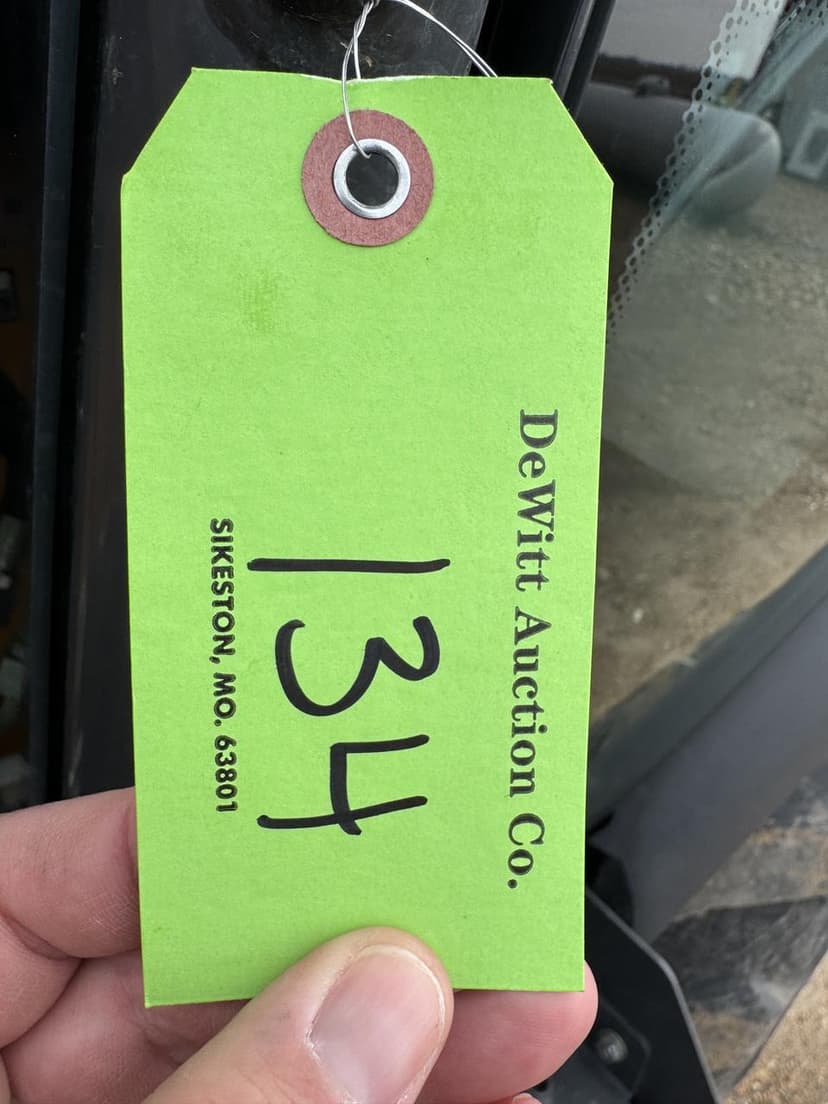 DeWitt Auction Co.
134
SIKESTON, MO. 63801